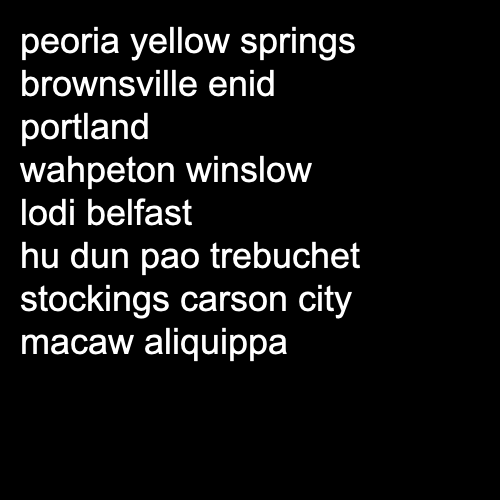 peoria yellow springs
brownsville enid
portland
wahpeton winslow
lodi belfast
hu dun pao trebuchet
stockings carson city
macaw aliquippa